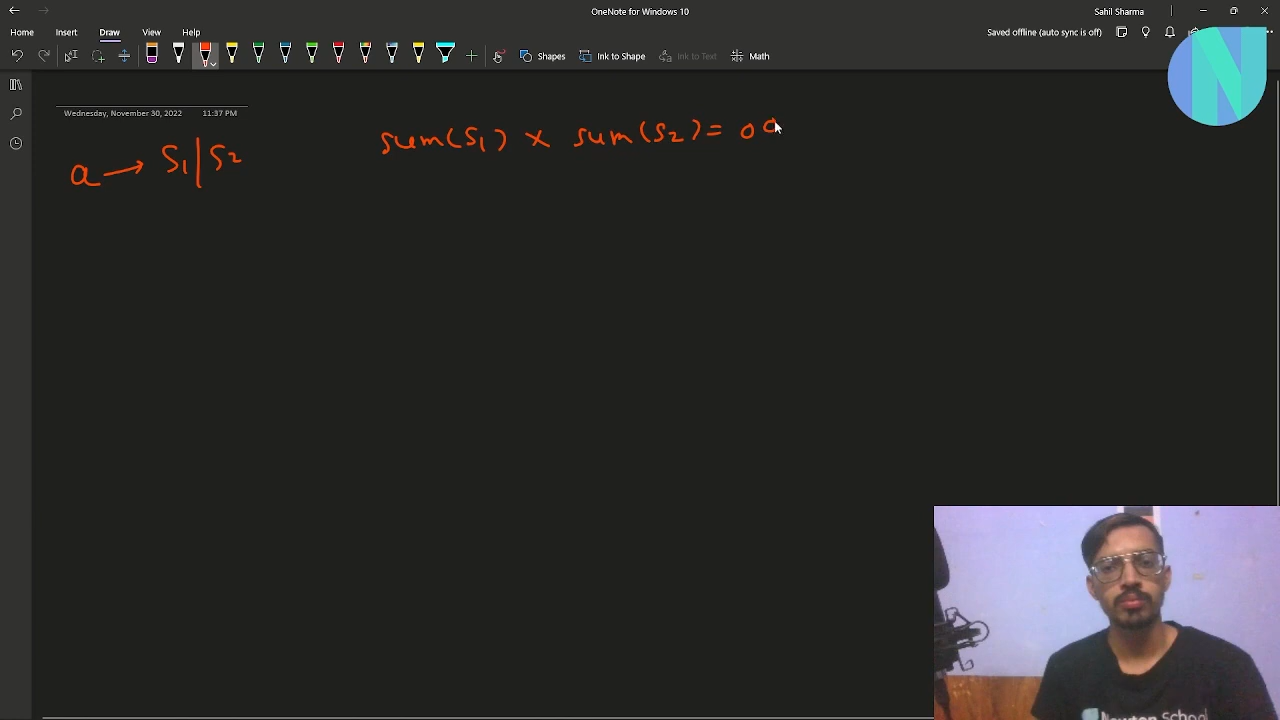 OneNote for Windows 10
Sahil Sharma
Home Insert Draw View Help
Saved offline (auto sync is off)
Shapes Ink to Shape Ink to Text Math
Wednesday, November 30, 2022 11:37 PM
sum(S1) × sum(S2) = o
a → S1 | S2
Newton School